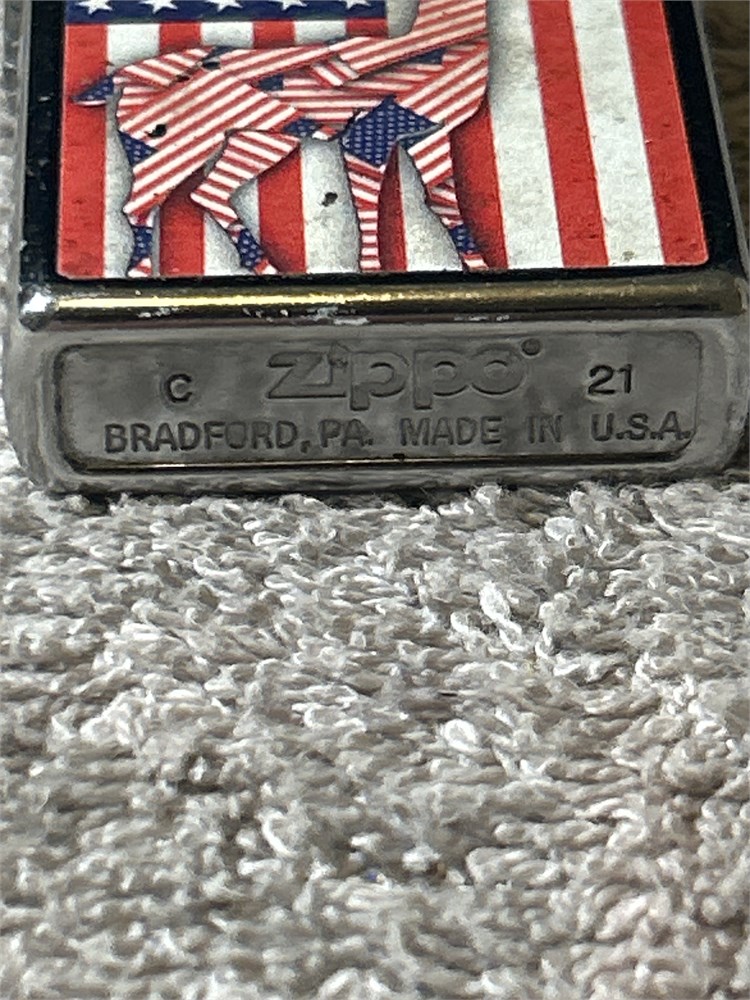 C Zippo 21
BRADFORD, PA. MADE IN U.S.A.